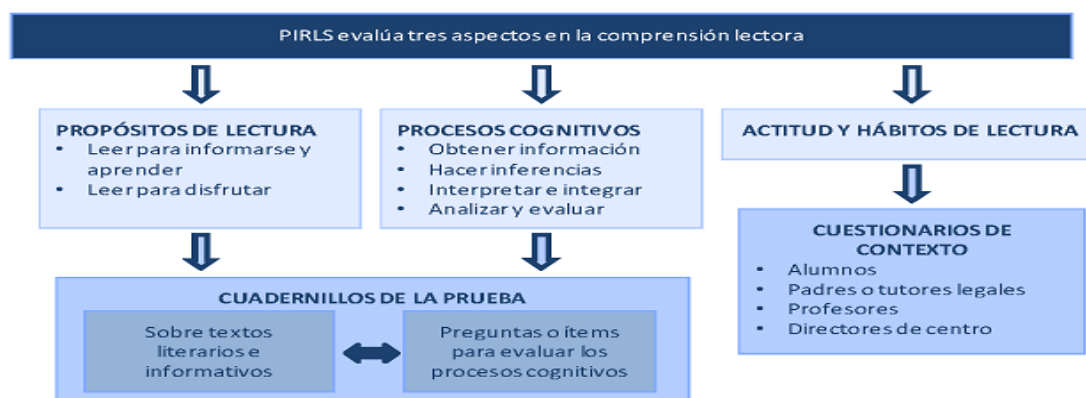 PIRLS evalúa tres aspectos en la comprensión lectora
PROPÓSITOS DE LECTURA
• Leer para informarse y
aprender
• Leer para disfrutar
PROCESOS COGNITIVOS
• Obtener información
• Hacer inferencias
• Interpretar e integrar
• Analizar y evaluar
ACTITUD Y HÁBITOS DE LECTURA
CUADERNILLOS DE LA PRUEBA
Sobre textos
literarios e
informativos
Preguntas o ítems
para evaluar los
procesos cognitivos
CUESTIONARIOS DE
CONTEXTO
• Alumnos
• Padres o tutores legales
• Profesores
• Directores de centro